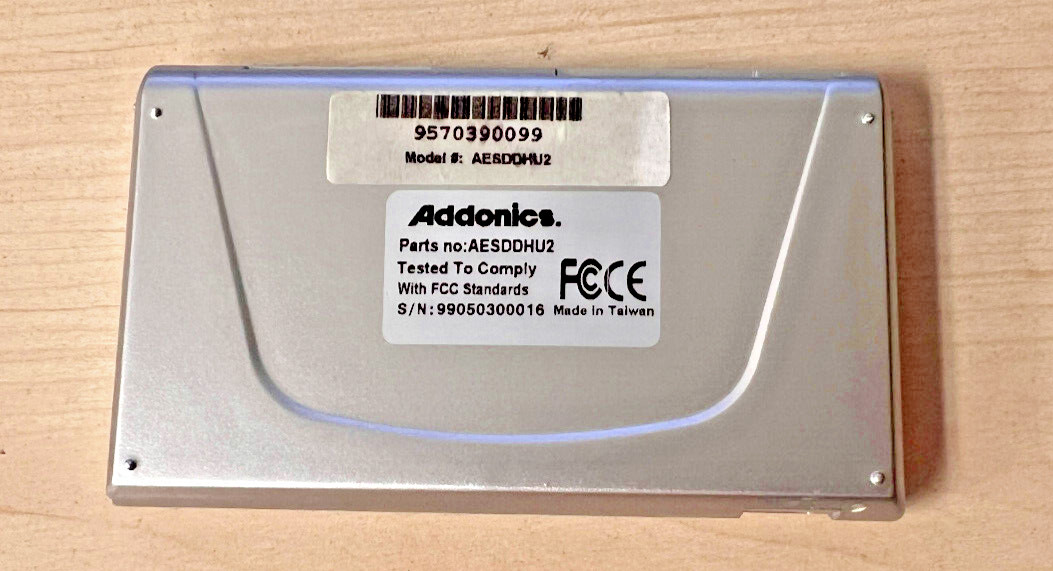 9570390099
Model #: AESDDHU2
Addonics.
Parts no:AESDDHU2
Tested To Comply
With FCC Standards
FC CE
S/N:99050300016 Made In Taiwan